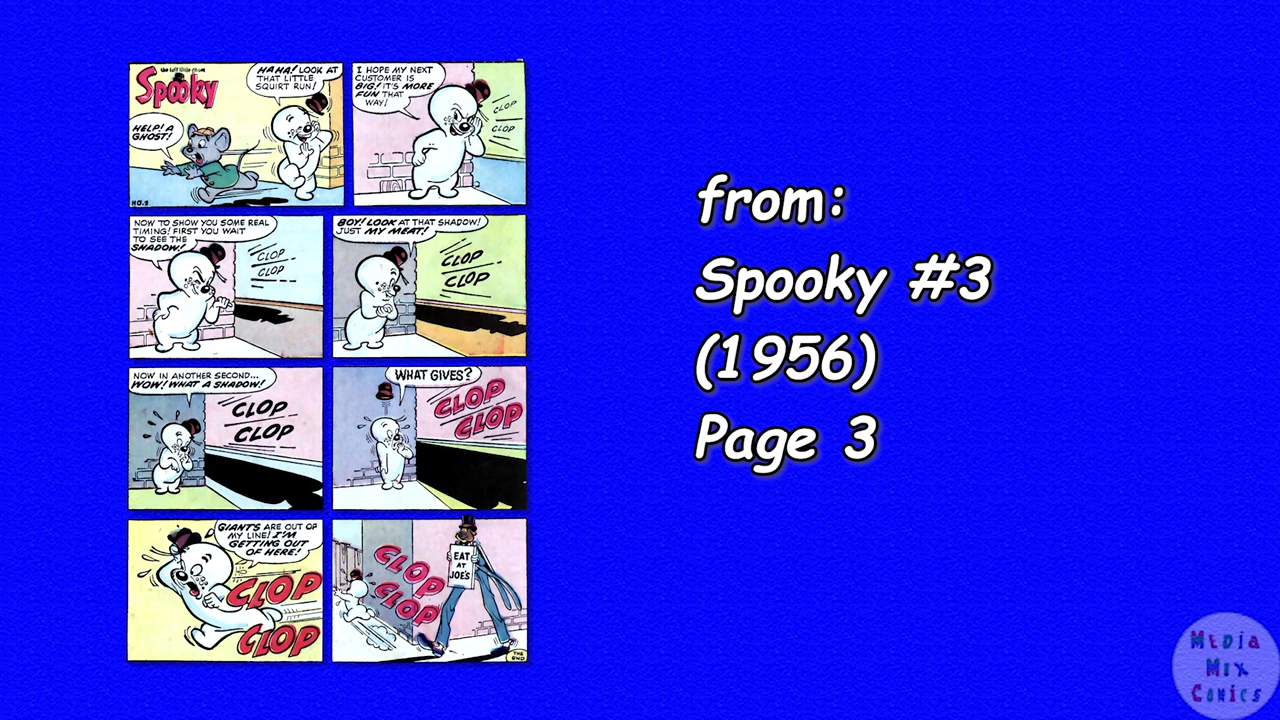 the tuff little ghost
Spooky
HA HA! LOOK AT
THAT LITTLE
SQUIRT RUN!
HELP! A
GHOST!
NO.2
I HOPE MY NEXT
CUSTOMER IS
BIG! IT'S MORE
FUN THAT
WAY!
CLOP
CLOP
NOW TO SHOW YOU SOME REAL
TIMING! FIRST YOU WAIT
TO SEE THE
SHADOW!
CLOP
CLOP
BOY! LOOK AT THAT SHADOW!
JUST MY MEAT!
CLOP
CLOP
NOW IN ANOTHER SECOND...
WOW! WHAT A SHADOW!
CLOP
CLOP
WHAT GIVES?
CLOP
CLOP
GIANTS ARE OUT OF
MY LINE! I'M
GETTING OUT
OF HERE!
CLOP
CLOP
CLOP
CLOP
EAT
AT
JOE'S
THE
END
from:
Spooky #3
(1956)
Page 3
MEDIA
MIX
COMICS